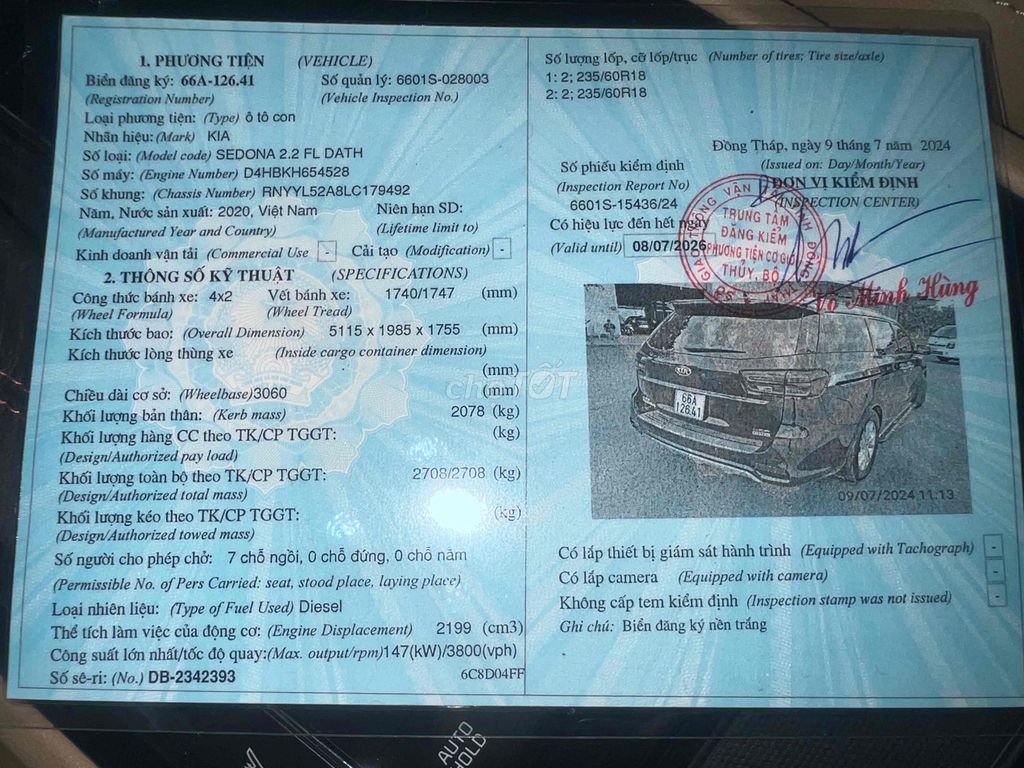 1. PHƯƠNG TIỆN (VEHICLE)
Biển đăng ký: 66A-126.41 Số quản lý: 6601S-028003
(Registration Number) (Vehicle Inspection No.)
Loại phương tiện: (Type) ô tô con
Nhãn hiệu: (Mark) KIA
Số loại: (Model code) SEDONA 2.2 FL DATH
Số máy: (Engine Number) D4HBKH654528
Số khung: (Chassis Number) RNYYL52A8LC179492
Năm, Nước sản xuất: 2020, Việt Nam Niên hạn SD:
(Manufactured Year and Country) (Lifetime limit to)
Kinh doanh vận tải (Commercial Use) - Cải tạo (Modification) -
2. THÔNG SỐ KỸ THUẬT (SPECIFICATIONS)
Công thức bánh xe: 4x2 Vết bánh xe: 1740/1747 (mm)
(Wheel Formula) (Wheel Tread)
Kích thước bao: (Overall Dimension) 5115 x 1985 x 1755 (mm)
Kích thước lòng thùng xe (Inside cargo container dimension)
(mm)
Chiều dài cơ sở: (Wheelbase) 3060 (mm)
Khối lượng bản thân: (Kerb mass) 2078 (kg)
Khối lượng hàng CC theo TK/CP TGGT: (kg)
(Design/Authorized pay load)
Khối lượng toàn bộ theo TK/CP TGGT: 2708/2708 (kg)
(Design/Authorized total mass)
Khối lượng kéo theo TK/CP TGGT: (kg)
(Design/Authorized towed mass)
Số người cho phép chở: 7 chỗ ngồi, 0 chỗ đứng, 0 chỗ nằm
(Permissible No. of Pers Carried: seat, stood place, laying place)
Loại nhiên liệu: (Type of Fuel Used) Diesel
Thể tích làm việc của động cơ: (Engine Displacement) 2199 (cm3)
Công suất lớn nhất/tốc độ quay:(Max. output/rpm) 147(kW)/3800(vph)
Số sê-ri: (No.) DB-2342393 6C8D04FF
Số lượng lốp, cỡ lốp/trục (Number of tires; Tire size/axle)
1: 2; 235/60R18
2: 2; 235/60R18
Đồng Tháp, ngày 9 tháng 7 năm 2024
Số phiếu kiểm định (Issued on: Day/Month/Year)
(Inspection Report No) ĐƠN VỊ KIỂM ĐỊNH
6601S-15436/24 (INSPECTION CENTER)
Có hiệu lực đến hết ngày
(Valid until) 08/07/2026
TRUNG TÂM
ĐĂNG KIỂM
PHƯƠNG TIỆN CƠ GIỚI
THỦY, BỘ
Võ Minh Hùng
KIA
66A
126.41
09/07/2024 11:13
Có lắp thiết bị giám sát hành trình (Equipped with Tachograph) -
Có lắp camera (Equipped with camera) -
Không cấp tem kiểm định (Inspection stamp was not issued) -
Ghi chú: Biển đăng ký nền trắng
chợTỐT
AUTO
HOLD